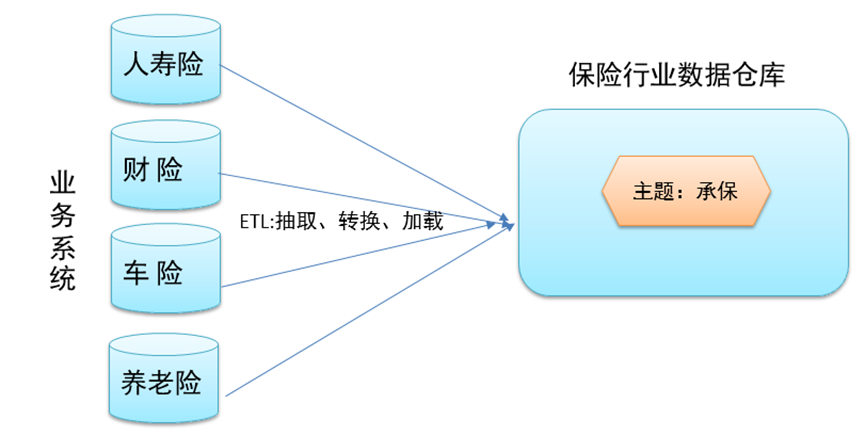 业务系统
人寿险
财 险
车 险
养老险
ETL:抽取、转换、加载
保险行业数据仓库
主题：承保